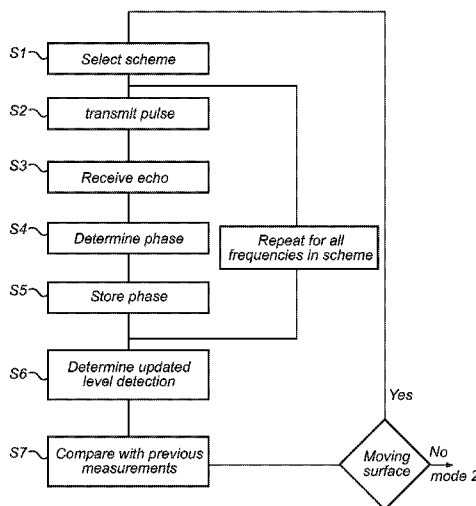 S1
Select scheme
S2
transmit pulse
S3
Receive echo
S4
Determine phase
Repeat for all
frequencies in scheme
S5
Store phase
S6
Determine updated
level detection
Yes
S7
Compare with previous
measurements
Moving
surface
No
mode 2